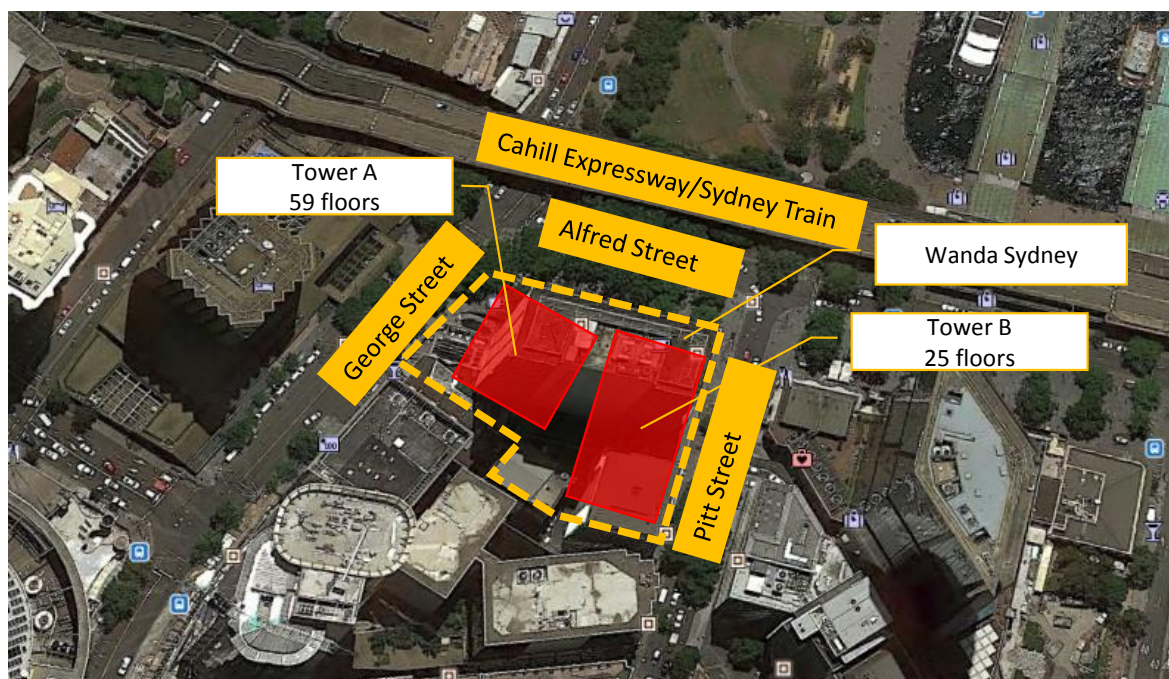 Cahill Expressway/Sydney Train
Tower A
59 floors
Alfred Street
Wanda Sydney
George Street
Tower B
25 floors
Pitt Street